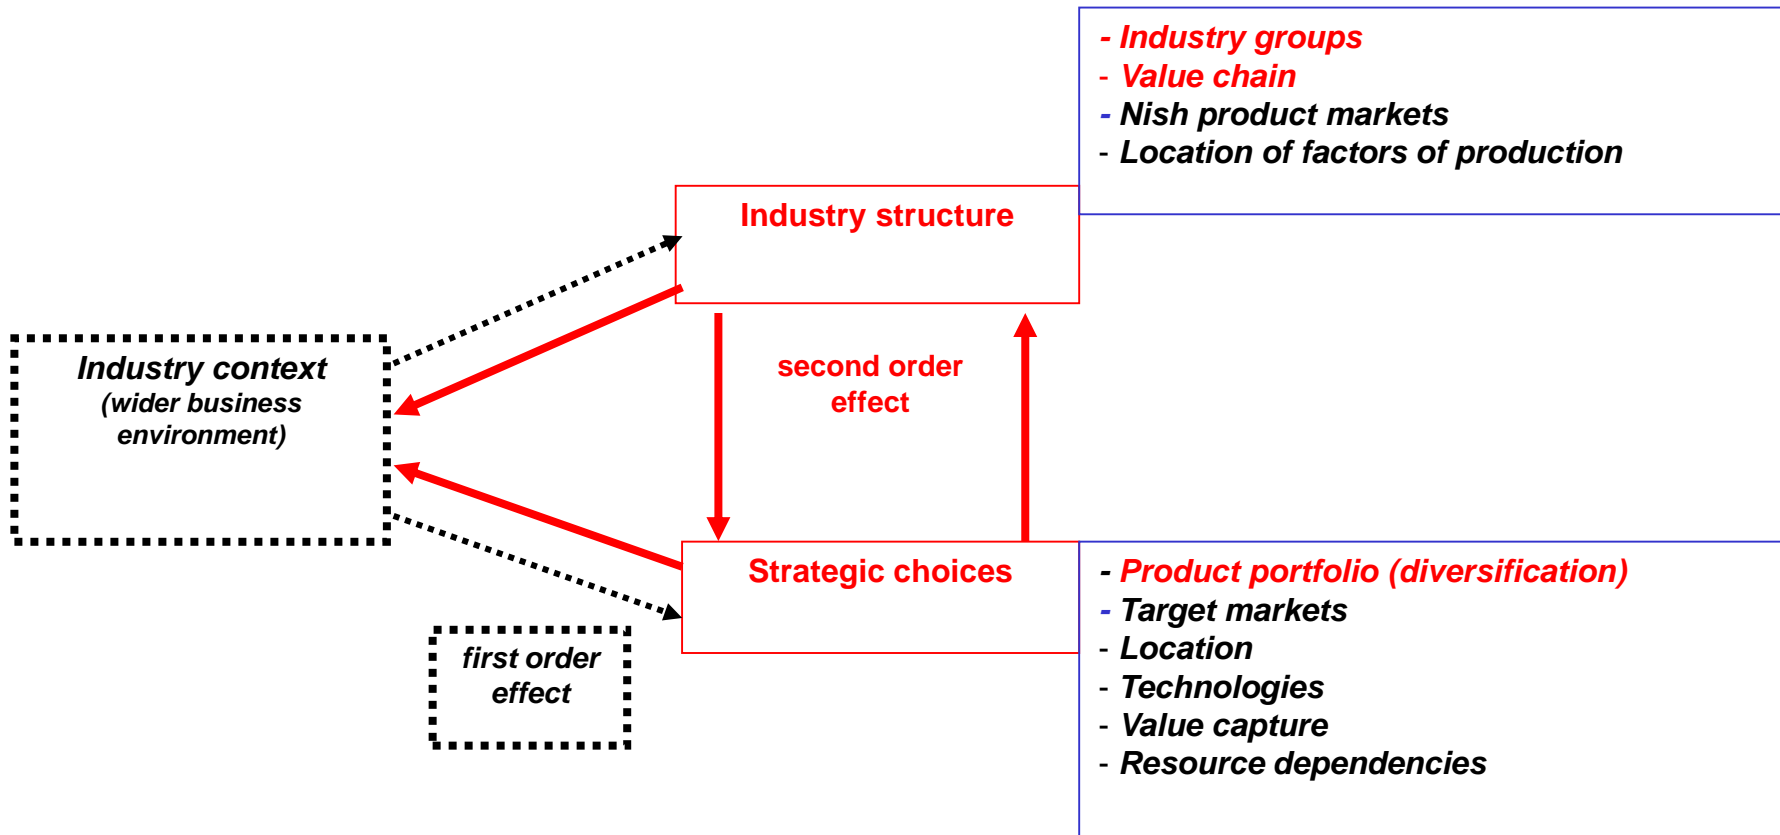 - Industry groups
- Value chain
- Nish product markets
- Location of factors of production
Industry structure
second order
effect
Industry context
(wider business
environment)
Strategic choices
first order
effect
- Product portfolio (diversification)
- Target markets
- Location
- Technologies
- Value capture
- Resource dependencies